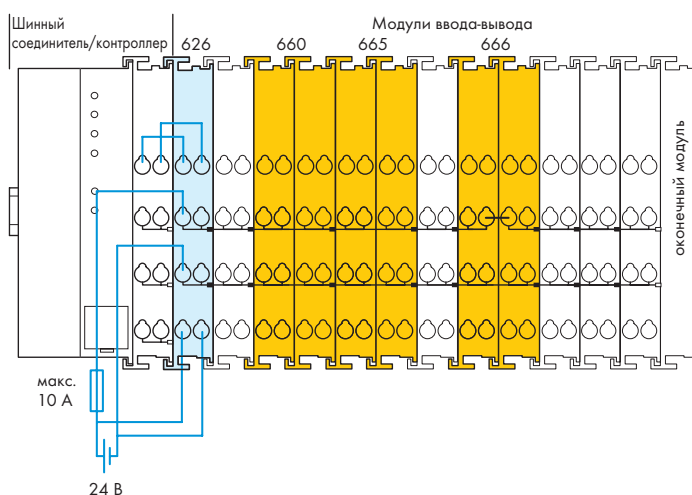 Шинный
соединитель/контроллер
Модули ввода-вывода
626
660
665
666
оконечный модуль
макс.
10 А
24 В